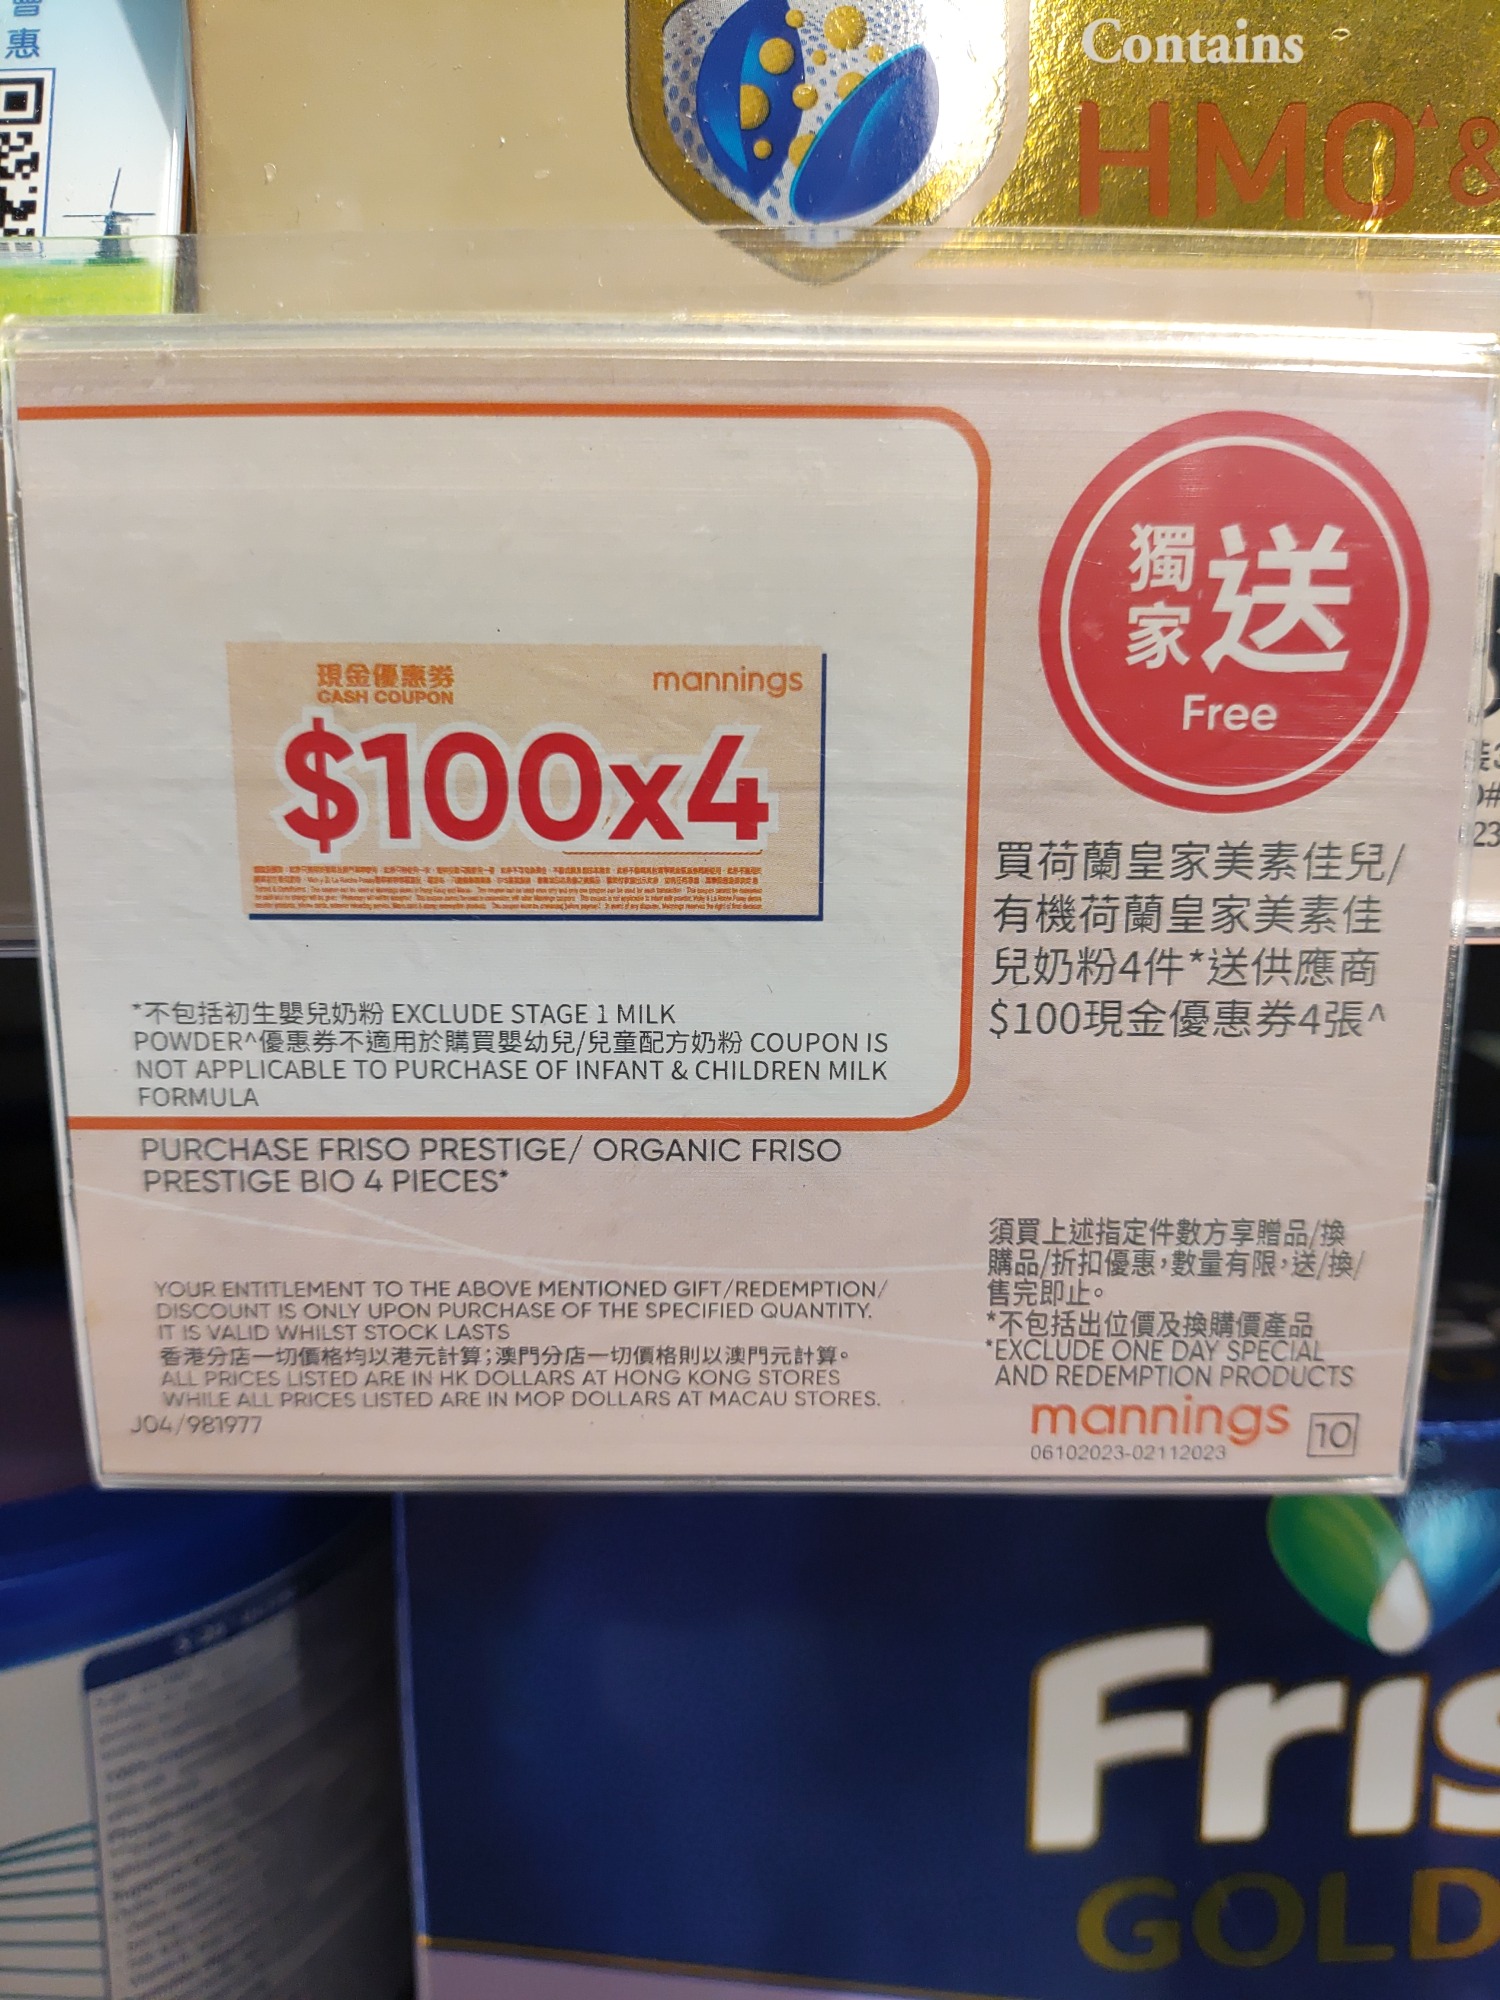 惠
Contains
HMO &
獨家送
Free
現金優惠券
CASH COUPON
mannings
$100x4
買荷蘭皇家美素佳兒/
有機荷蘭皇家美素佳
兒奶粉4件*送供應商
$100現金優惠券4張^
*不包括初生嬰兒奶粉 EXCLUDE STAGE 1 MILK
POWDER^優惠券不適用於購買嬰幼兒/兒童配方奶粉 COUPON IS
NOT APPLICABLE TO PURCHASE OF INFANT & CHILDREN MILK
FORMULA
PURCHASE FRISO PRESTIGE/ ORGANIC FRISO
PRESTIGE BIO 4 PIECES*
YOUR ENTITLEMENT TO THE ABOVE MENTIONED GIFT/REDEMPTION/
DISCOUNT IS ONLY UPON PURCHASE OF THE SPECIFIED QUANTITY.
IT IS VALID WHILST STOCK LASTS
香港分店一切價格均以港元計算;澳門分店一切價格則以澳門元計算。
ALL PRICES LISTED ARE IN HK DOLLARS AT HONG KONG STORES
WHILE ALL PRICES LISTED ARE IN MOP DOLLARS AT MACAU STORES.
J04/981977
須買上述指定件數方享贈品/換
購品/折扣優惠,數量有限,送/換/
售完即止。
*不包括出位價及換購價產品
*EXCLUDE ONE DAY SPECIAL
AND REDEMPTION PRODUCTS
mannings 10
06102023-02112023
Fris
GOLD